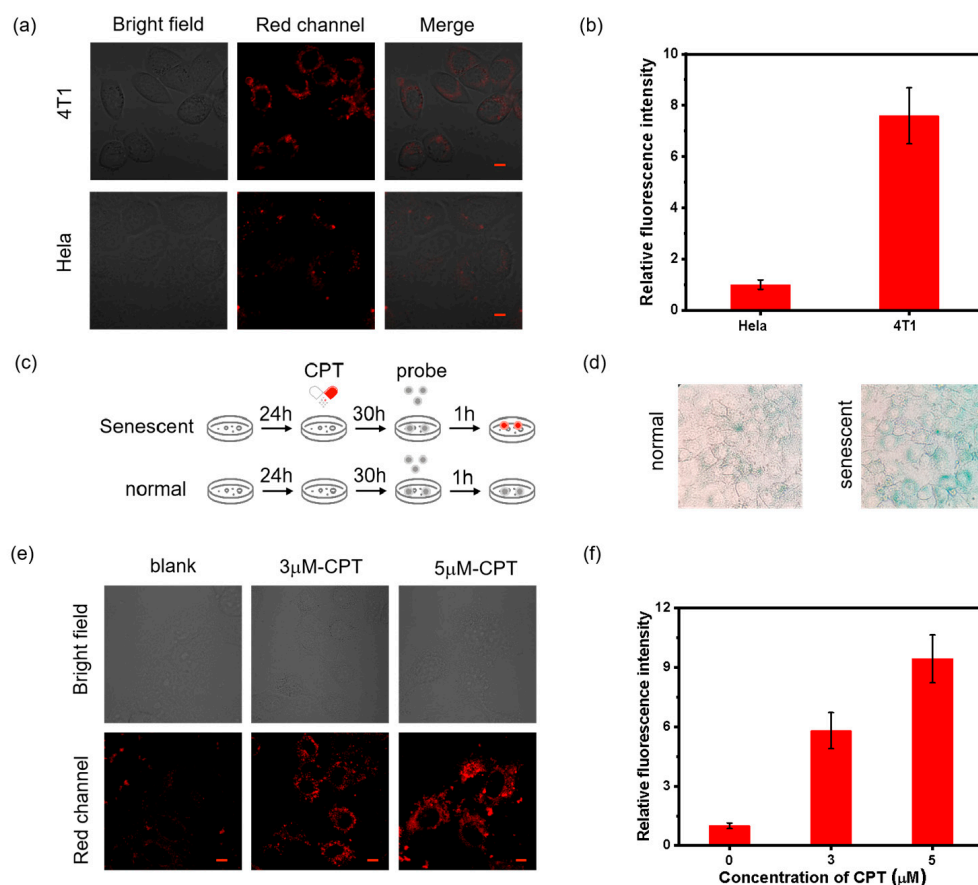 (a)
Bright field
Red channel
Merge
4T1
Hela
(b)
Relative fluorescence intensity
10
8
6
4
2
0
Hela
4T1
(c)
CPT
probe
Senescent
24h
30h
1h
normal
24h
30h
1h
(d)
normal
senescent
(e)
blank
3μM-CPT
5μM-CPT
Bright field
Red channel
(f)
Relative fluorescence intensity
12
9
6
3
0
0
3
5
Concentration of CPT (μM)